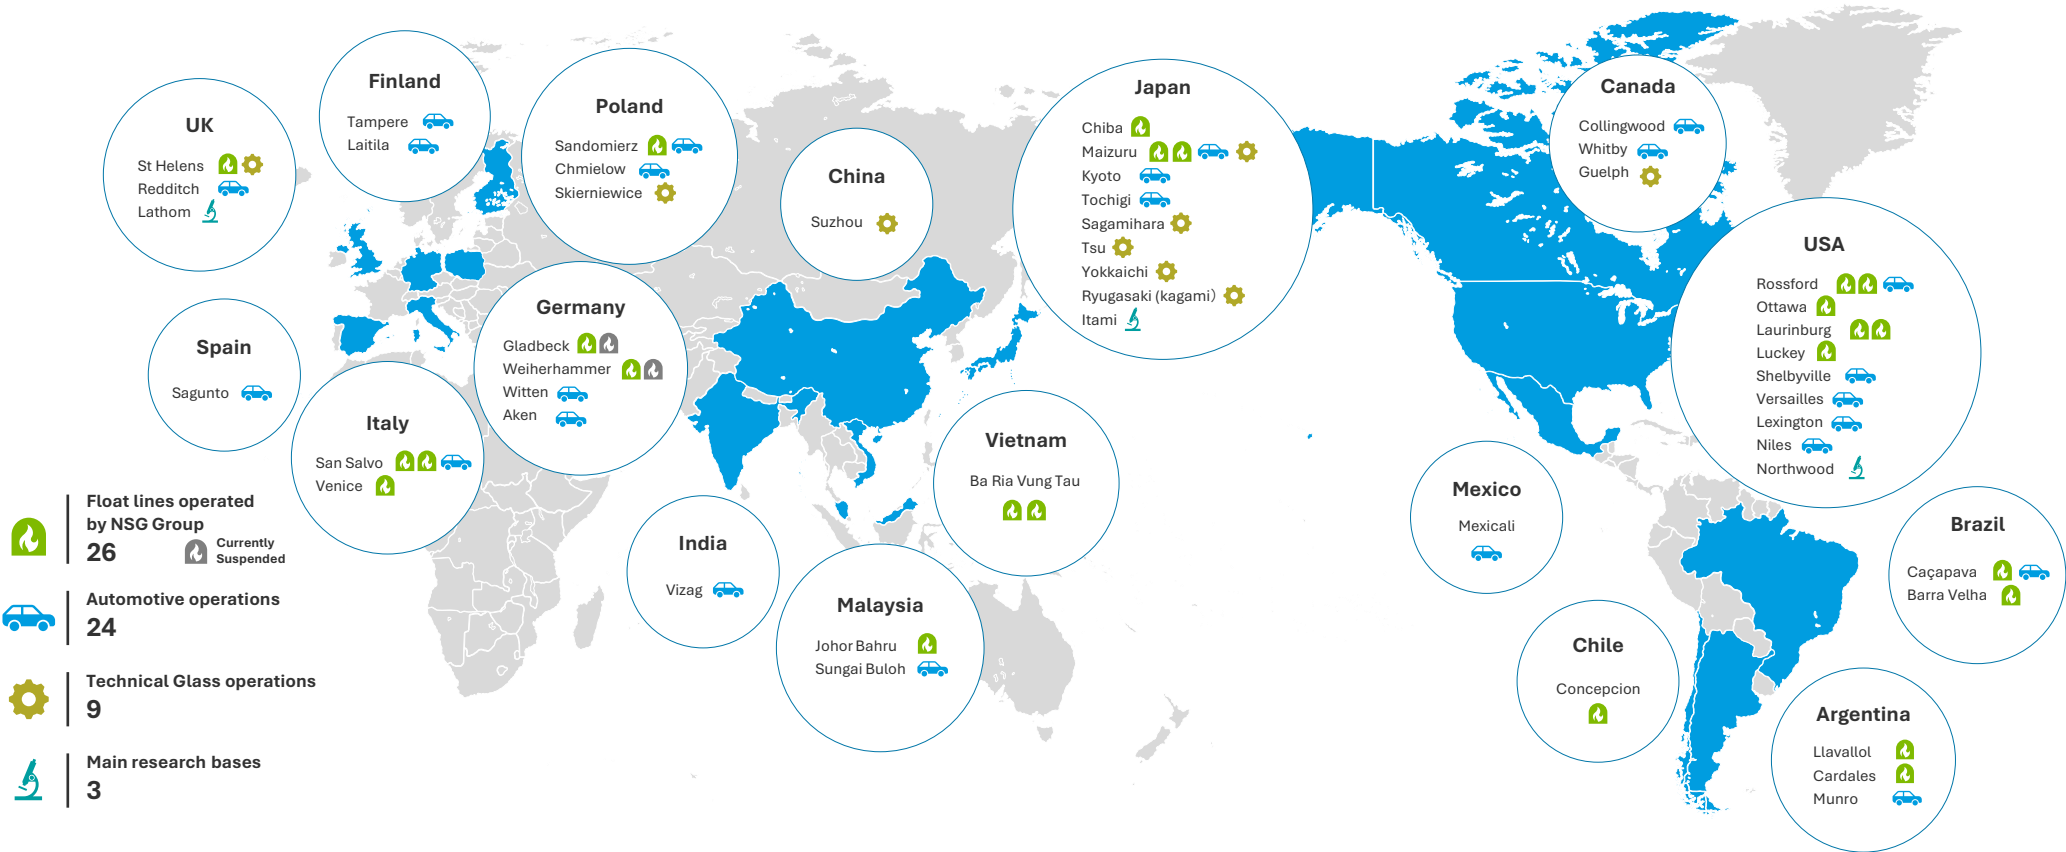 UK
St Helens
Redditch
Lathom
Finland
Tampere
Laitila
Poland
Sandomierz
Chmielow
Skierniewice
China
Suzhou
Japan
Chiba
Maizuru
Kyoto
Tochigi
Sagamihara
Tsu
Yokkaichi
Ryugasaki (kagami）
Itami
Canada
Collingwood
Whitby
Guelph
USA
Rossford
Ottawa
Laurinburg
Luckey
Shelbyville
Versailles
Lexington
Niles
Northwood
Spain
Sagunto
Italy
San Salvo
Venice
Germany
Gladbeck
Weiherhammer
Witten
Aken
Vietnam
Ba Ria Vung Tau
India
Vizag
Malaysia
Johor Bahru
Sungai Buloh
Mexico
Mexicali
Brazil
Caçapava
Barra Velha
Chile
Concepcion
Argentina
Llavallol
Cardales
Munro
Float lines operated
by NSG Group
26
Currently
Suspended
Automotive operations
24
Technical Glass operations
9
Main research bases
3